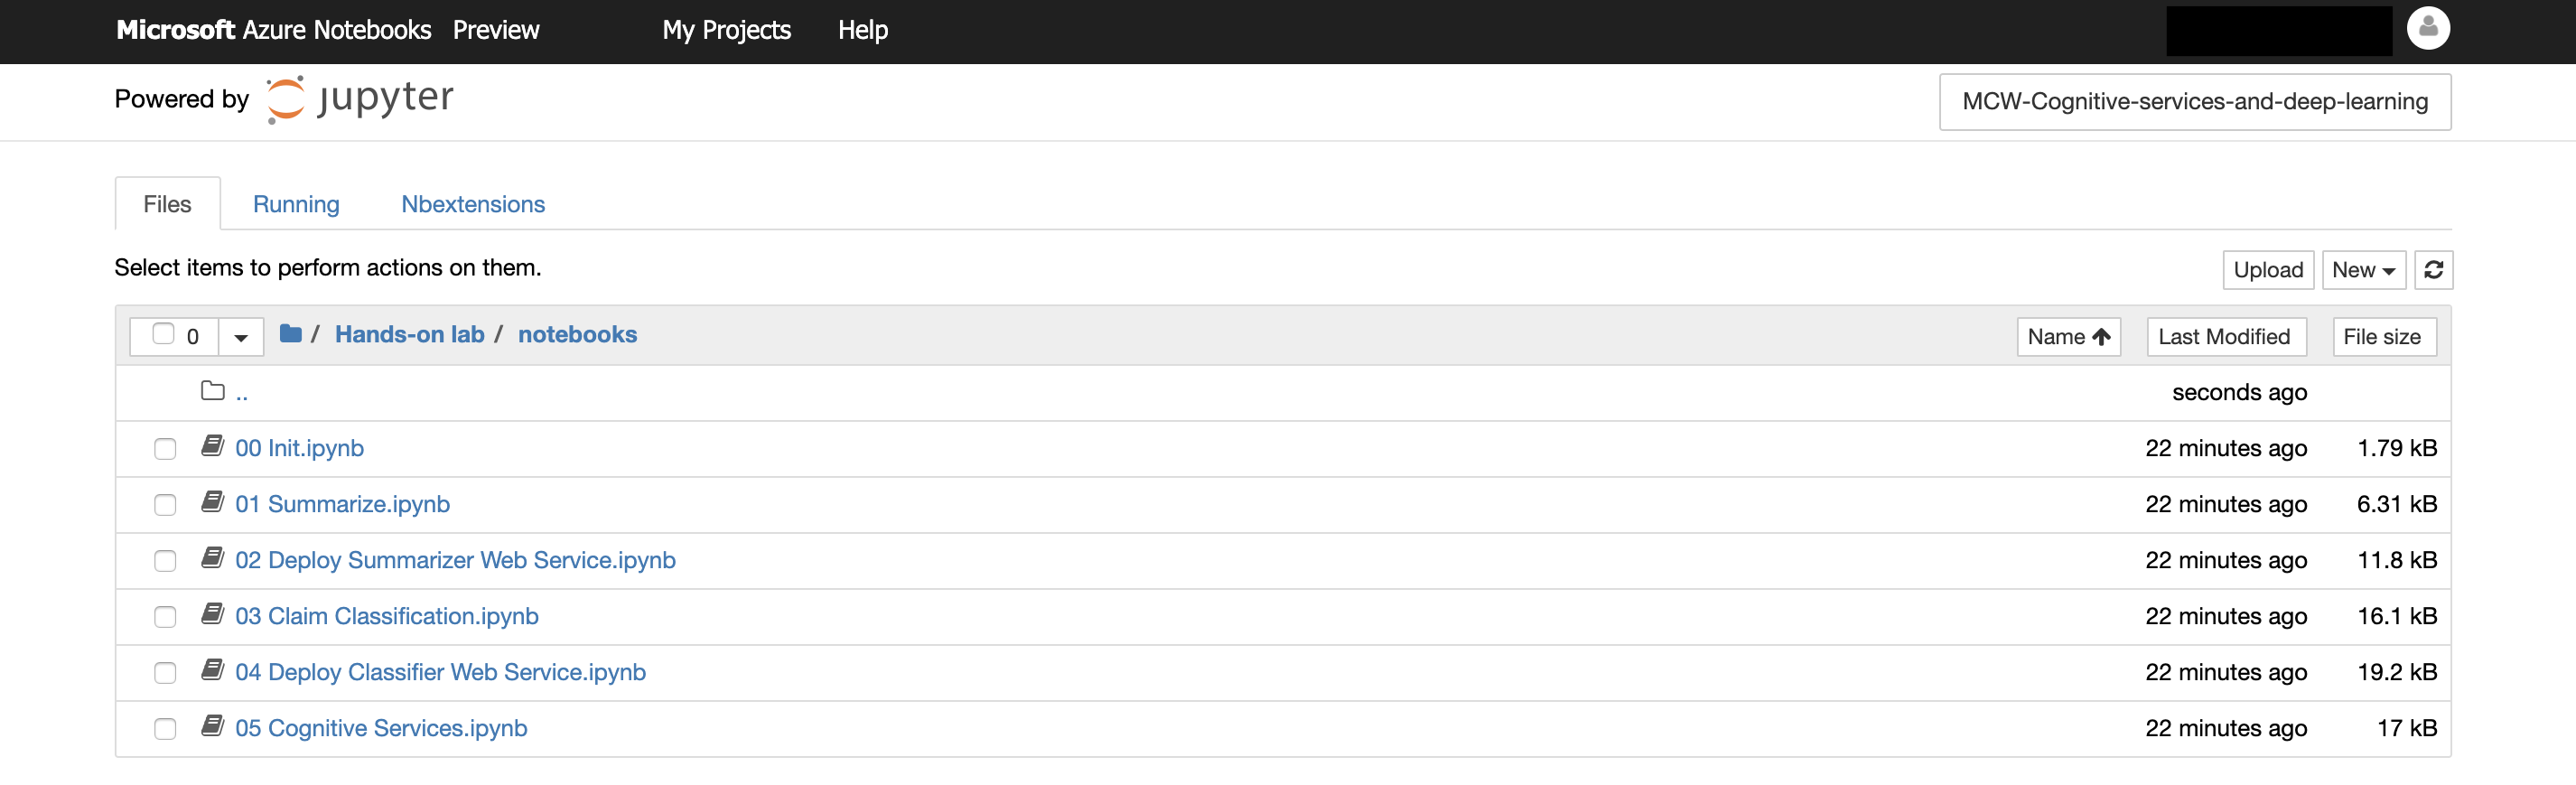 Microsoft Azure Notebooks Preview My Projects Help
Powered by jupyter MCW-Cognitive-services-and-deep-learning
Files Running Nbextensions
Select items to perform actions on them. Upload New
0 / Hands-on lab / notebooks Name Last Modified File size
.. seconds ago
00 Init.ipynb 22 minutes ago 1.79 kB
01 Summarize.ipynb 22 minutes ago 6.31 kB
02 Deploy Summarizer Web Service.ipynb 22 minutes ago 11.8 kB
03 Claim Classification.ipynb 22 minutes ago 16.1 kB
04 Deploy Classifier Web Service.ipynb 22 minutes ago 19.2 kB
05 Cognitive Services.ipynb 22 minutes ago 17 kB